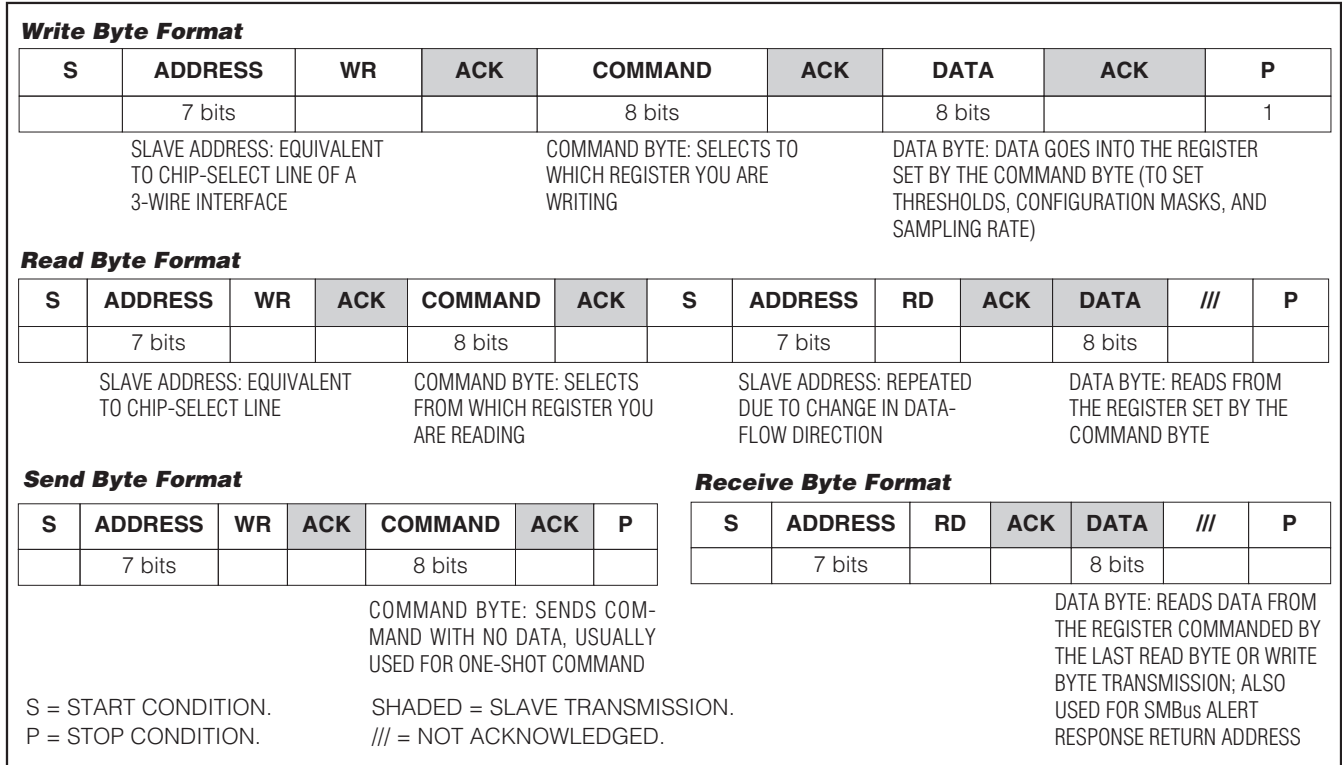 Write Byte Format
S ADDRESS WR ACK COMMAND ACK DATA ACK P
7 bits 8 bits 8 bits 1
SLAVE ADDRESS: EQUIVALENT
TO CHIP-SELECT LINE OF A
3-WIRE INTERFACE
COMMAND BYTE: SELECTS TO
WHICH REGISTER YOU ARE
WRITING
DATA BYTE: DATA GOES INTO THE REGISTER
SET BY THE COMMAND BYTE (TO SET
THRESHOLDS, CONFIGURATION MASKS, AND
SAMPLING RATE)
Read Byte Format
S ADDRESS WR ACK COMMAND ACK S ADDRESS RD ACK DATA /// P
7 bits 8 bits 7 bits 8 bits
SLAVE ADDRESS: EQUIVALENT
TO CHIP-SELECT LINE
COMMAND BYTE: SELECTS
FROM WHICH REGISTER YOU
ARE READING
SLAVE ADDRESS: REPEATED
DUE TO CHANGE IN DATA-
FLOW DIRECTION
DATA BYTE: READS FROM
THE REGISTER SET BY THE
COMMAND BYTE
Send Byte Format
S ADDRESS WR ACK COMMAND ACK P
7 bits 8 bits
COMMAND BYTE: SENDS COM-
MAND WITH NO DATA, USUALLY
USED FOR ONE-SHOT COMMAND
Receive Byte Format
S ADDRESS RD ACK DATA /// P
7 bits 8 bits
DATA BYTE: READS DATA FROM
THE REGISTER COMMANDED BY
THE LAST READ BYTE OR WRITE
BYTE TRANSMISSION; ALSO
USED FOR SMBus ALERT
RESPONSE RETURN ADDRESS
S = START CONDITION. SHADED = SLAVE TRANSMISSION.
P = STOP CONDITION. /// = NOT ACKNOWLEDGED.